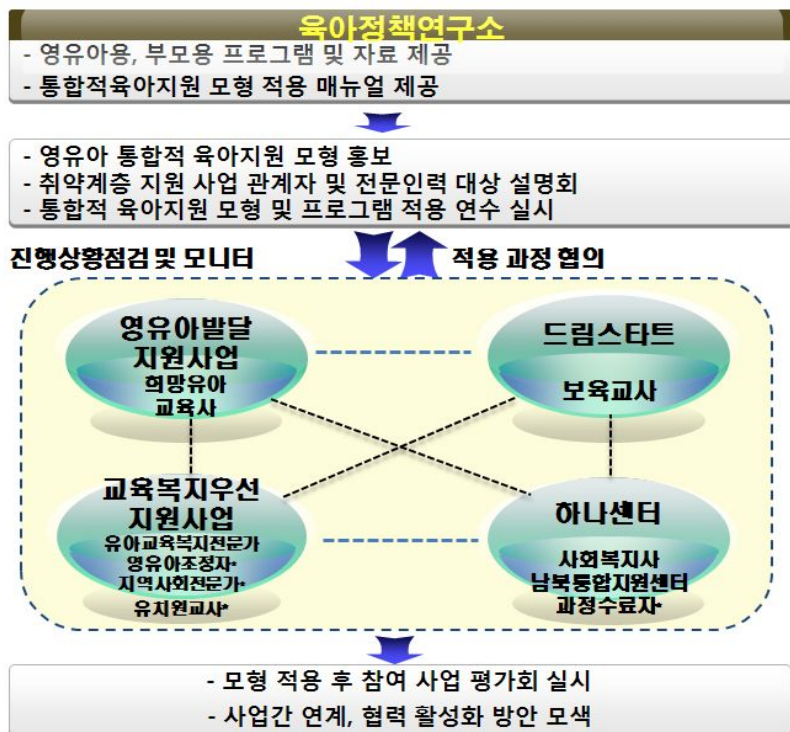 육아정책연구소
- 영유아용, 부모용 프로그램 및 자료 제공
- 통합적육아지원 모형 적용 매뉴얼 제공
- 영유아 통합적 육아지원 모형 홍보
- 취약계층 지원 사업 관계자 및 전문인력 대상 설명회
- 통합적 육아지원 모형 및 프로그램 적용 연수 실시
진행상황점검 및 모니터
적용 과정 협의
영유아발달
지원사업
희망유아
교육사
드림스타트
보육교사
교육복지우선
지원사업
유아교육복지전문가
영유아조정자*
지역사회전문가*
유치원교사*
하나센터
사회복지사
남북통합지원센터
과정수료자*
- 모형 적용 후 참여 사업 평가회 실시
- 사업간 연계, 협력 활성화 방안 모색